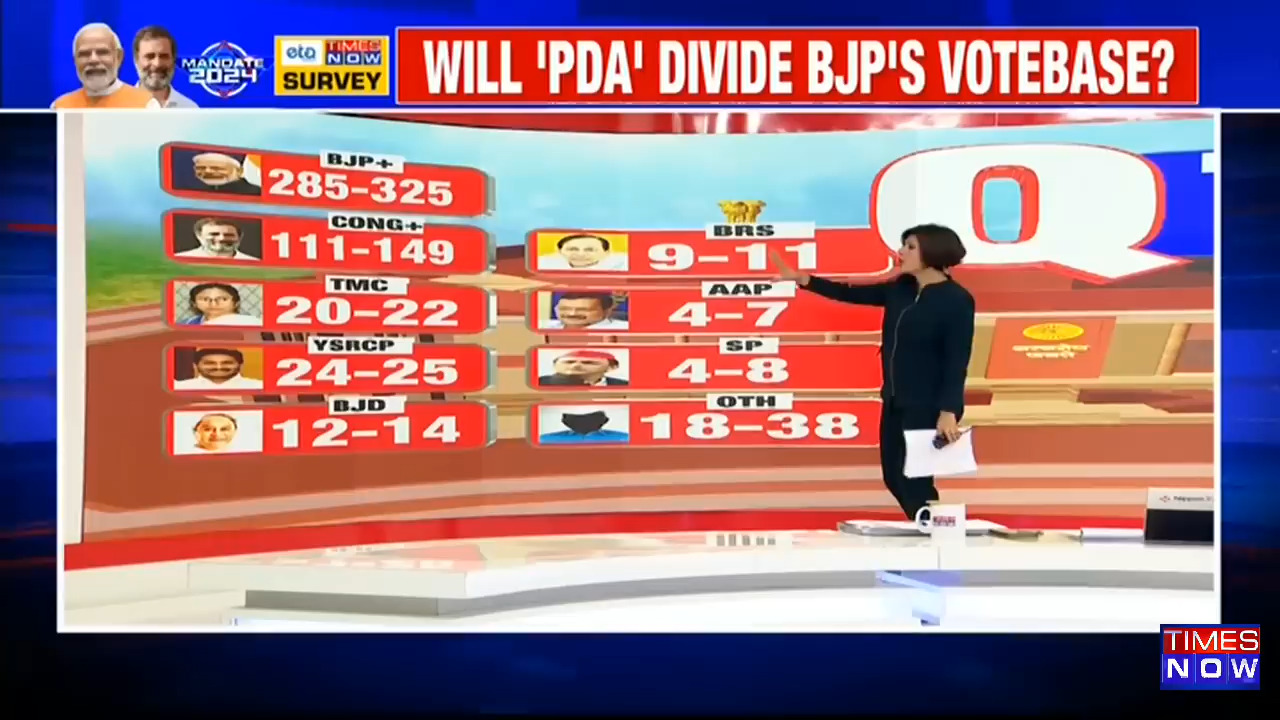 MANDATE
2024
eta
TIMES
NOW
SURVEY
WILL 'PDA' DIVIDE BJP'S VOTEBASE?
BJP+
285-325
CONG+
111-149
TMC
20-22
YSRCP
24-25
BJD
12-14
BRS
9-11
AAP
4-7
SP
4-8
OTH
18-38
Q
TIMES
NOW